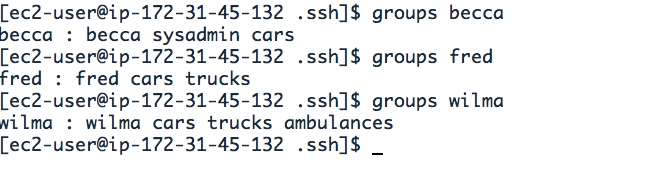 [ec2-user@ip-172-31-45-132 .ssh]$ groups becca
becca : becca sysadmin cars
[ec2-user@ip-172-31-45-132 .ssh]$ groups fred
fred : fred cars trucks
[ec2-user@ip-172-31-45-132 .ssh]$ groups wilma
wilma : wilma cars trucks ambulances
[ec2-user@ip-172-31-45-132 .ssh]$ _